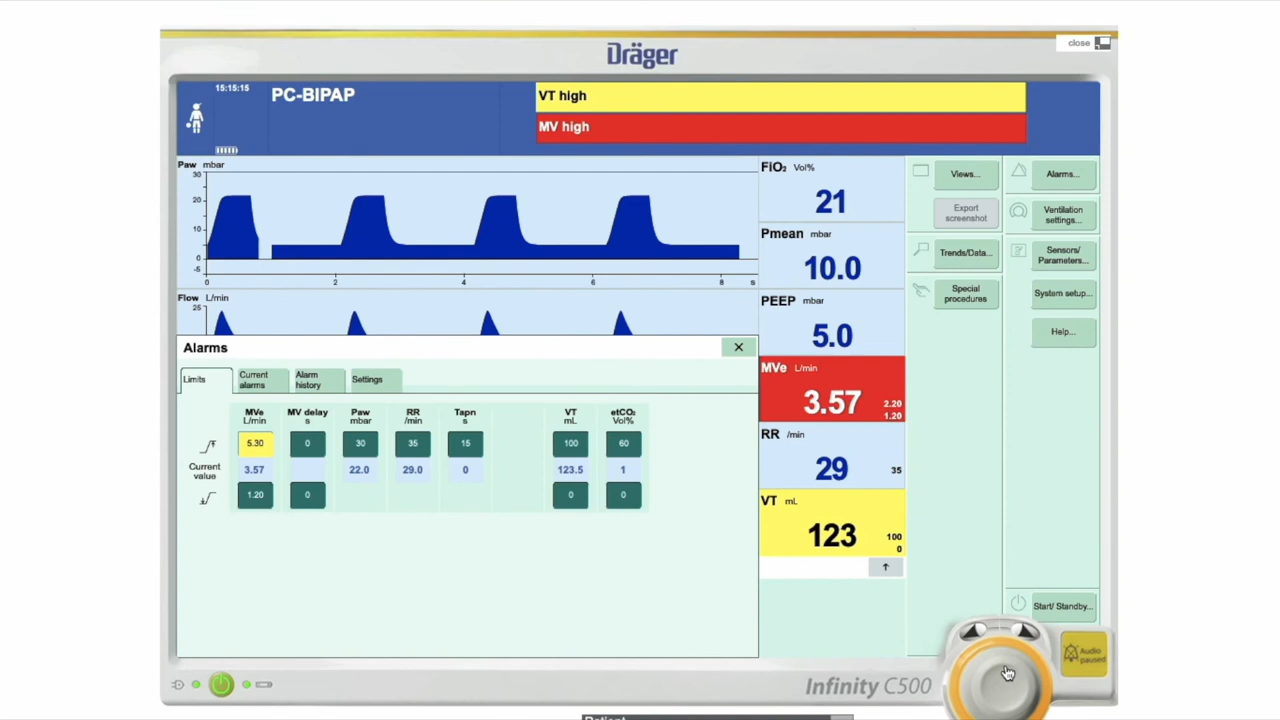 Dräger
close
15:15:15
PC-BIPAP
VT high
MV high
Paw mbar
30
20
10
0
-5
0 2 4 6 8 s
Flow L/min
25
Alarms
Limits
Current alarms
Alarm history
Settings
MVe L/min
MV delay s
Paw mbar
RR /min
Tapn s
VT mL
etCO₂ Vol%
5.30 0 30 35 15 100 60
Current value
3.57 22.0 29.0 0 123.5 1
1.20 0 0 0
FiO₂ Vol%
21
Pmean mbar
10.0
PEEP mbar
5.0
MVe L/min
3.57
2.20
1.20
RR /min
29
35
VT mL
123
100
0
Views...
Export screenshot
Trends/Data...
Special procedures
Alarms...
Ventilation settings...
Sensors/ Parameters...
System setup...
Help...
Start/ Standby...
Audio paused
Infinity C500